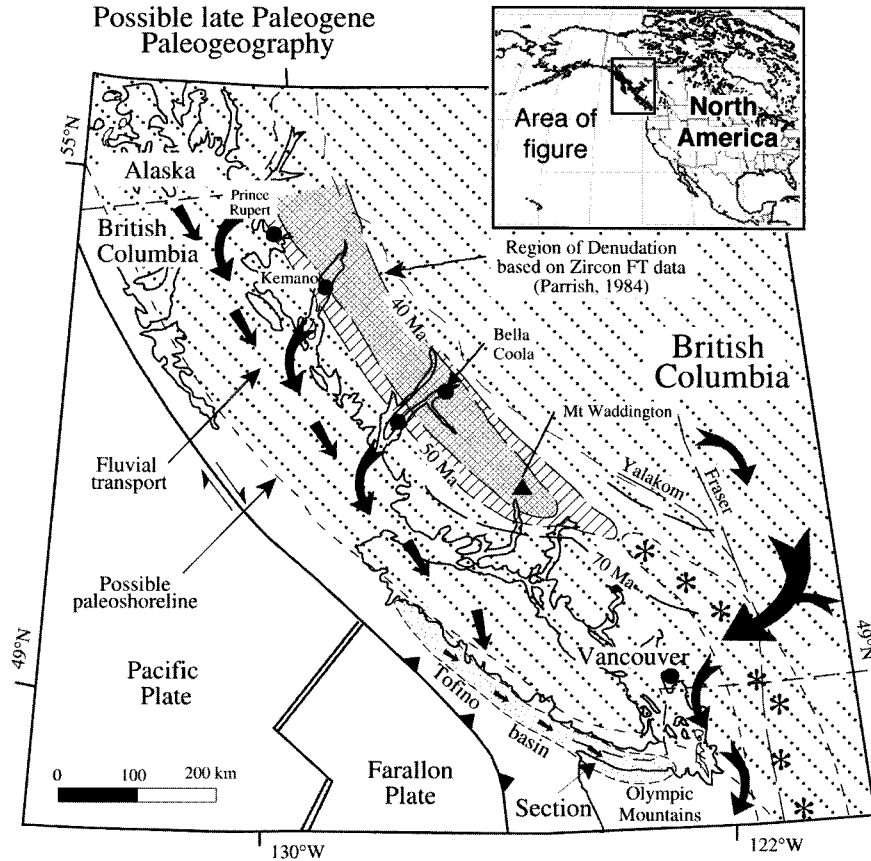 Possible late Paleogene
Paleogeography
Area of
figure
North
America
55°N
Alaska
Prince
Rupert
British
Columbia
Kemano
Region of Denudation
based on Zircon FT data
(Parrish, 1984)
40 Ma
Bella
Coola
British
Columbia
Mt Waddington
50 Ma
Yalakom
Fraser
Fluvial
transport
70 Ma
Possible
paleoshoreline
49°N
49°N
Vancouver
Pacific
Plate
Tofino
basin
0 100 200 km
Farallon
Plate
Section
Olympic
Mountains
130°W
122°W